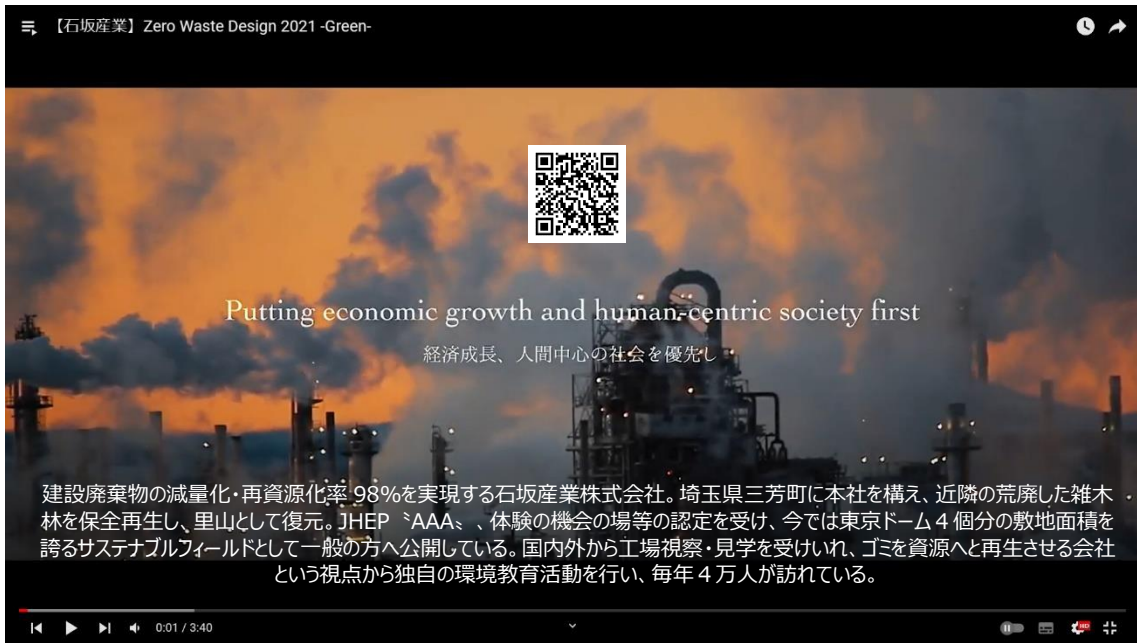 【石坂産業】Zero Waste Design 2021 -Green-
Putting economic growth and human-centric society first
経済成長、人間中心の社会を優先し
建設廃棄物の減量化・再資源化率 98%を実現する石坂産業株式会社。埼玉県三芳町に本社を構え、近隣の荒廃した雑木
林を保全再生し、里山として復元。JHEP〝AAA〟、体験の機会の場等の認定を受け、今では東京ドーム４個分の敷地面積を
誇るサステナブルフィールドとして一般の方へ公開している。国内外から工場視察・見学を受けいれ、ゴミを資源へと再生させる会社
という視点から独自の環境教育活動を行い、毎年４万人が訪れている。
0:01 / 3:40
HD